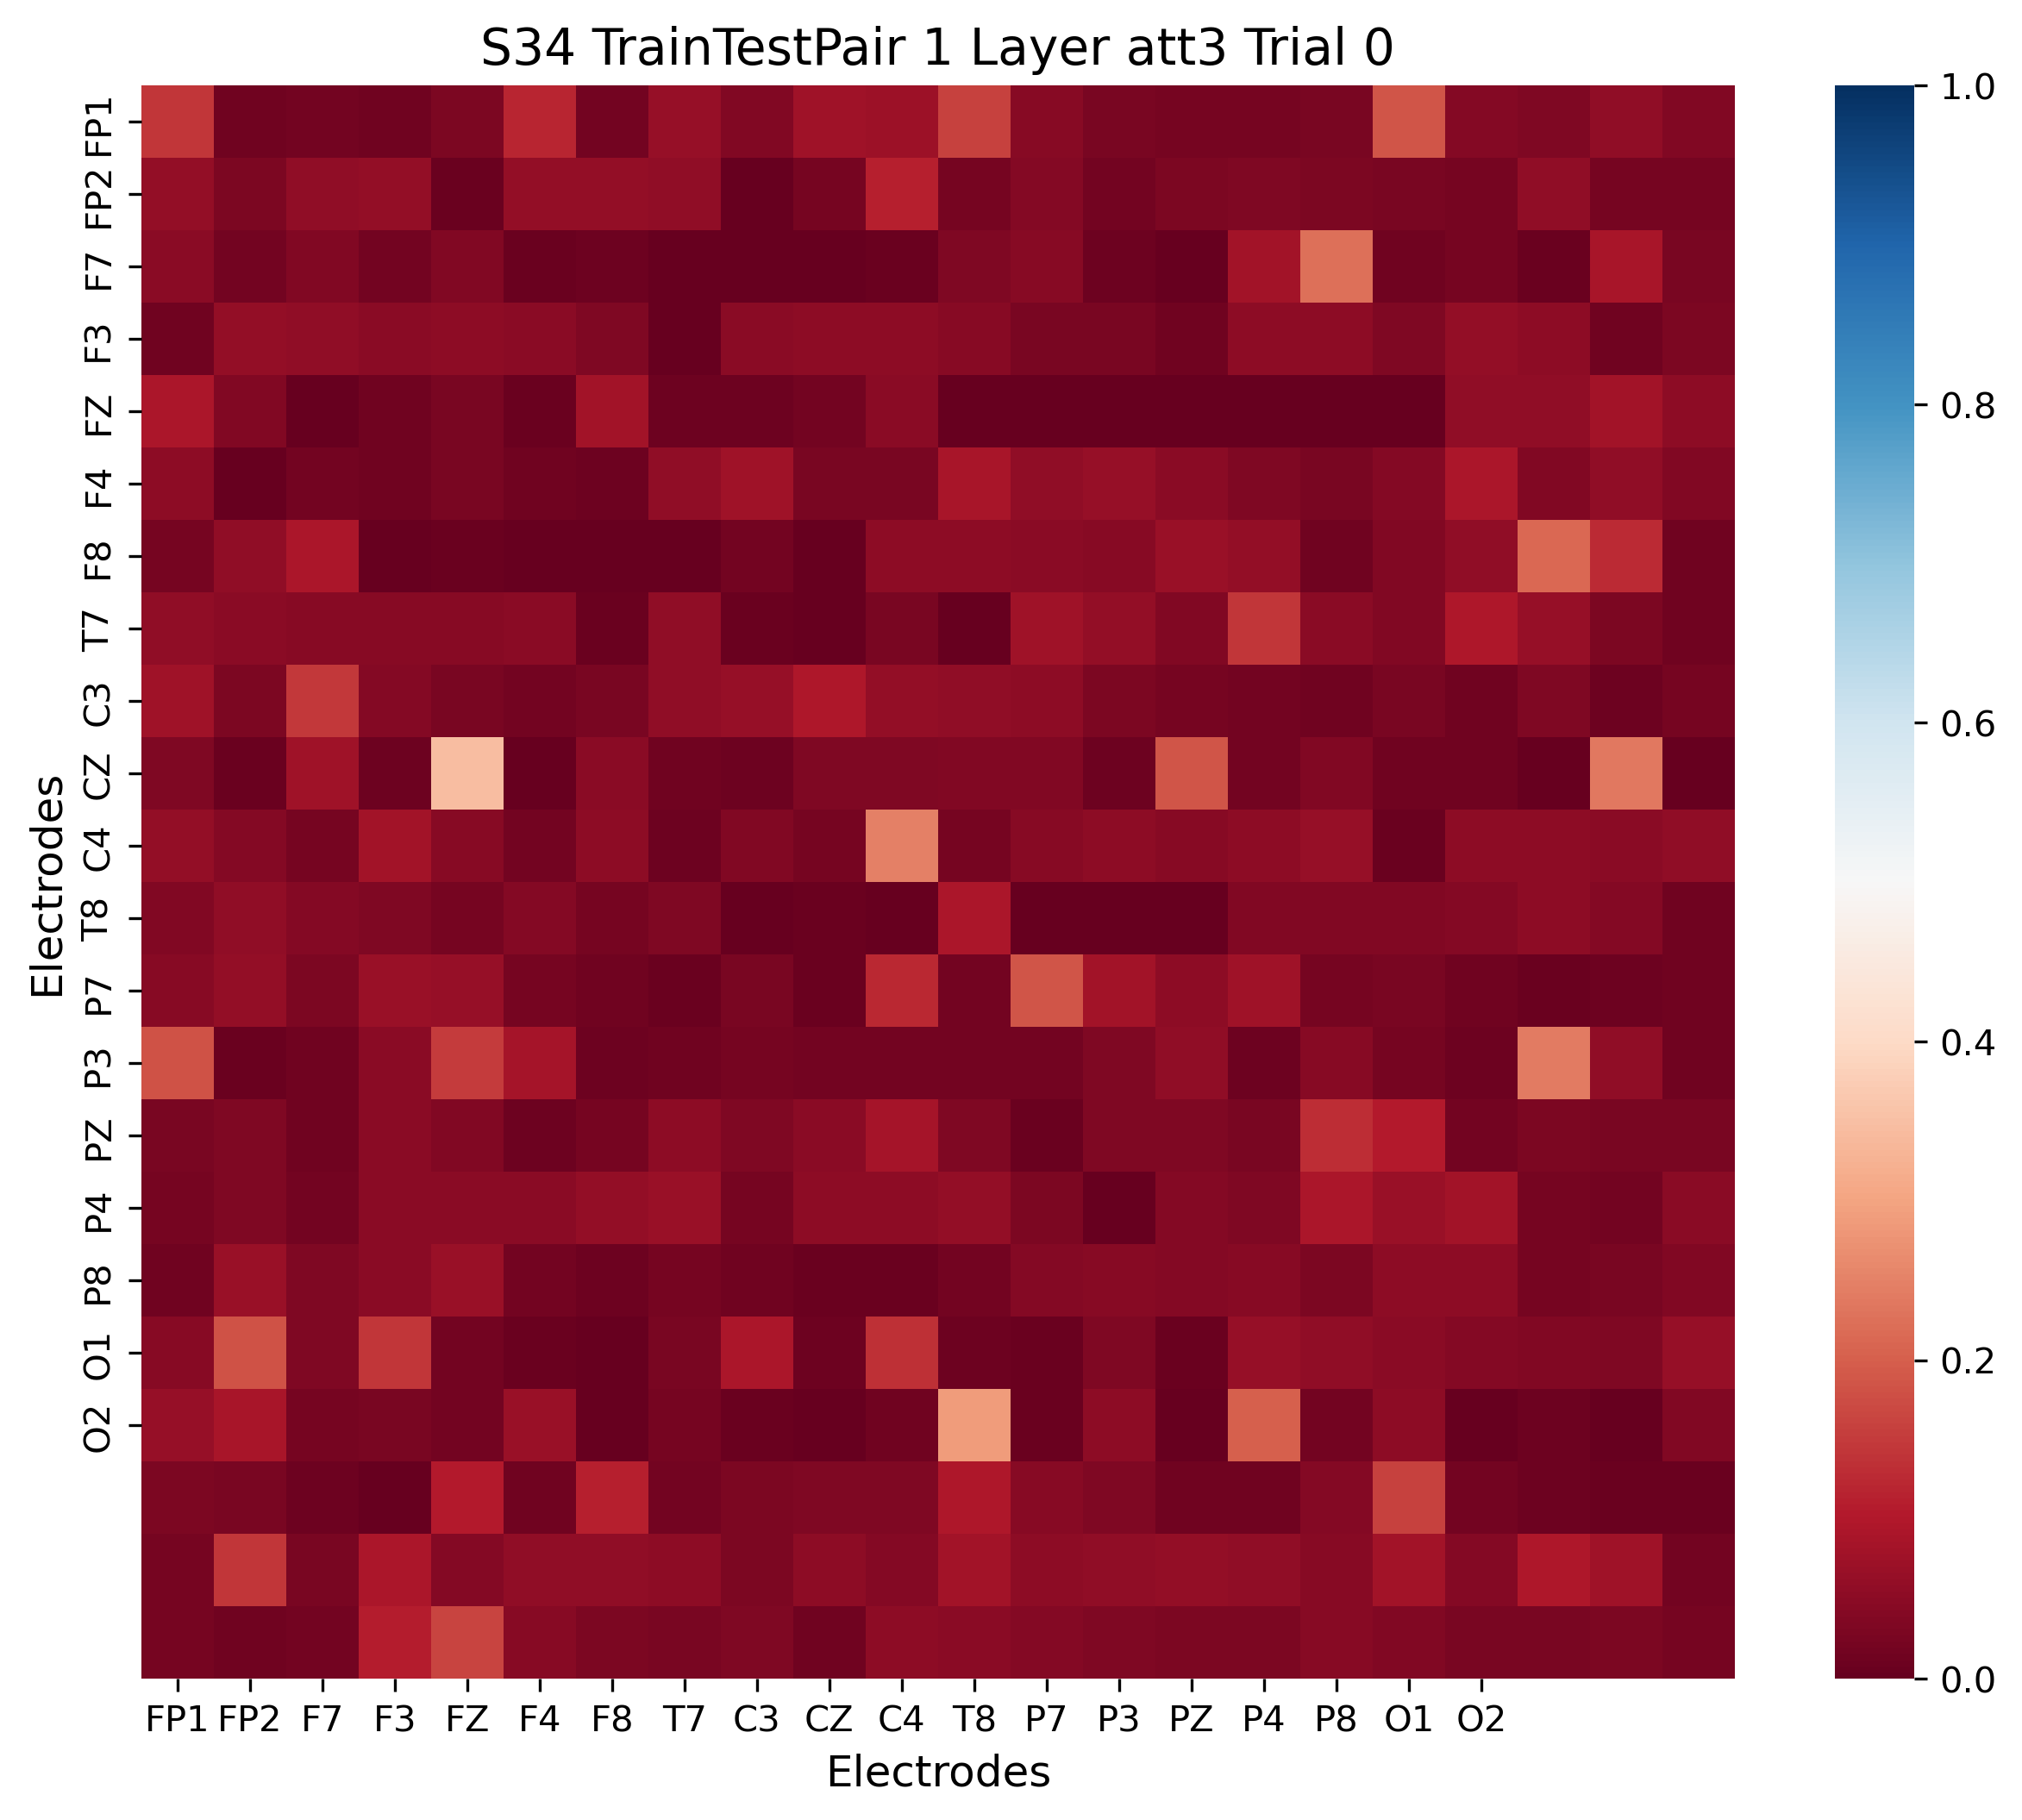 S34 TrainTestPair 1 Layer att3 Trial 0
Electrodes
FP1
FP2
F7
F3
FZ
F4
F8
T7
C3
CZ
C4
T8
P7
P3
PZ
P4
P8
O1
O2
FP1 FP2 F7 F3 FZ F4 F8 T7 C3 CZ C4 T8 P7 P3 PZ P4 P8 O1 O2
Electrodes
1.0
0.8
0.6
0.4
0.2
0.0